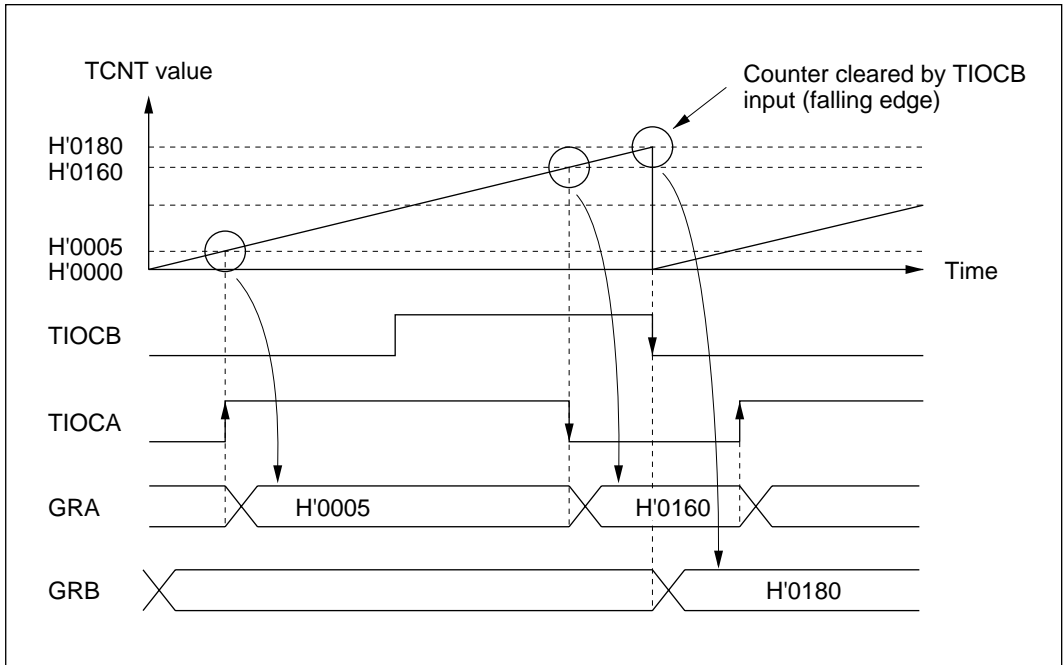 TCNT value
Counter cleared by TIOCB
input (falling edge)
H'0180
H'0160
H'0005
H'0000
Time
TIOCB
TIOCA
GRA
H'0005
H'0160
GRB
H'0180